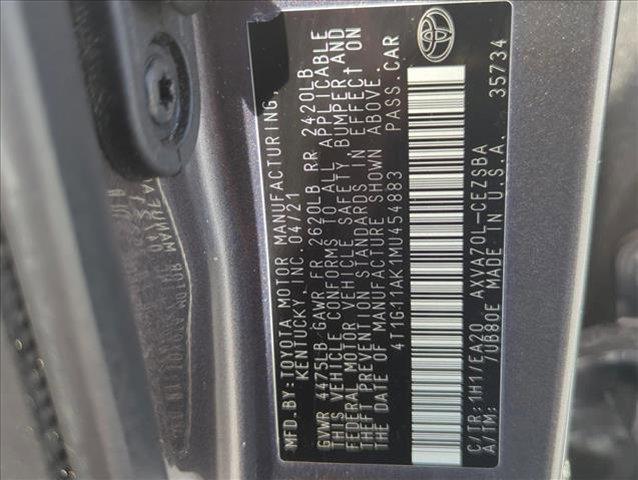 MFD.BY:TOYOTA MOTOR MANUFACTURING,
KENTUCKY, INC. 04/21
GVWR 4475LB GAWR FR 2620LB RR 2420LB
THIS VEHICLE CONFORMS TO ALL APPLICABLE
FEDERAL MOTOR VEHICLE SAFETY, BUMPER AND
THEFT PREVENTION STANDARDS IN EFFECT ON
THE DATE OF MANUFACTURE SHOWN ABOVE.
4T1G11AK1MU454883 PASS.CAR
C/TR:1H1/EA20 AXVA70L-CEZSBA
A/TM: /UB80E MADE IN U.S.A. 35734